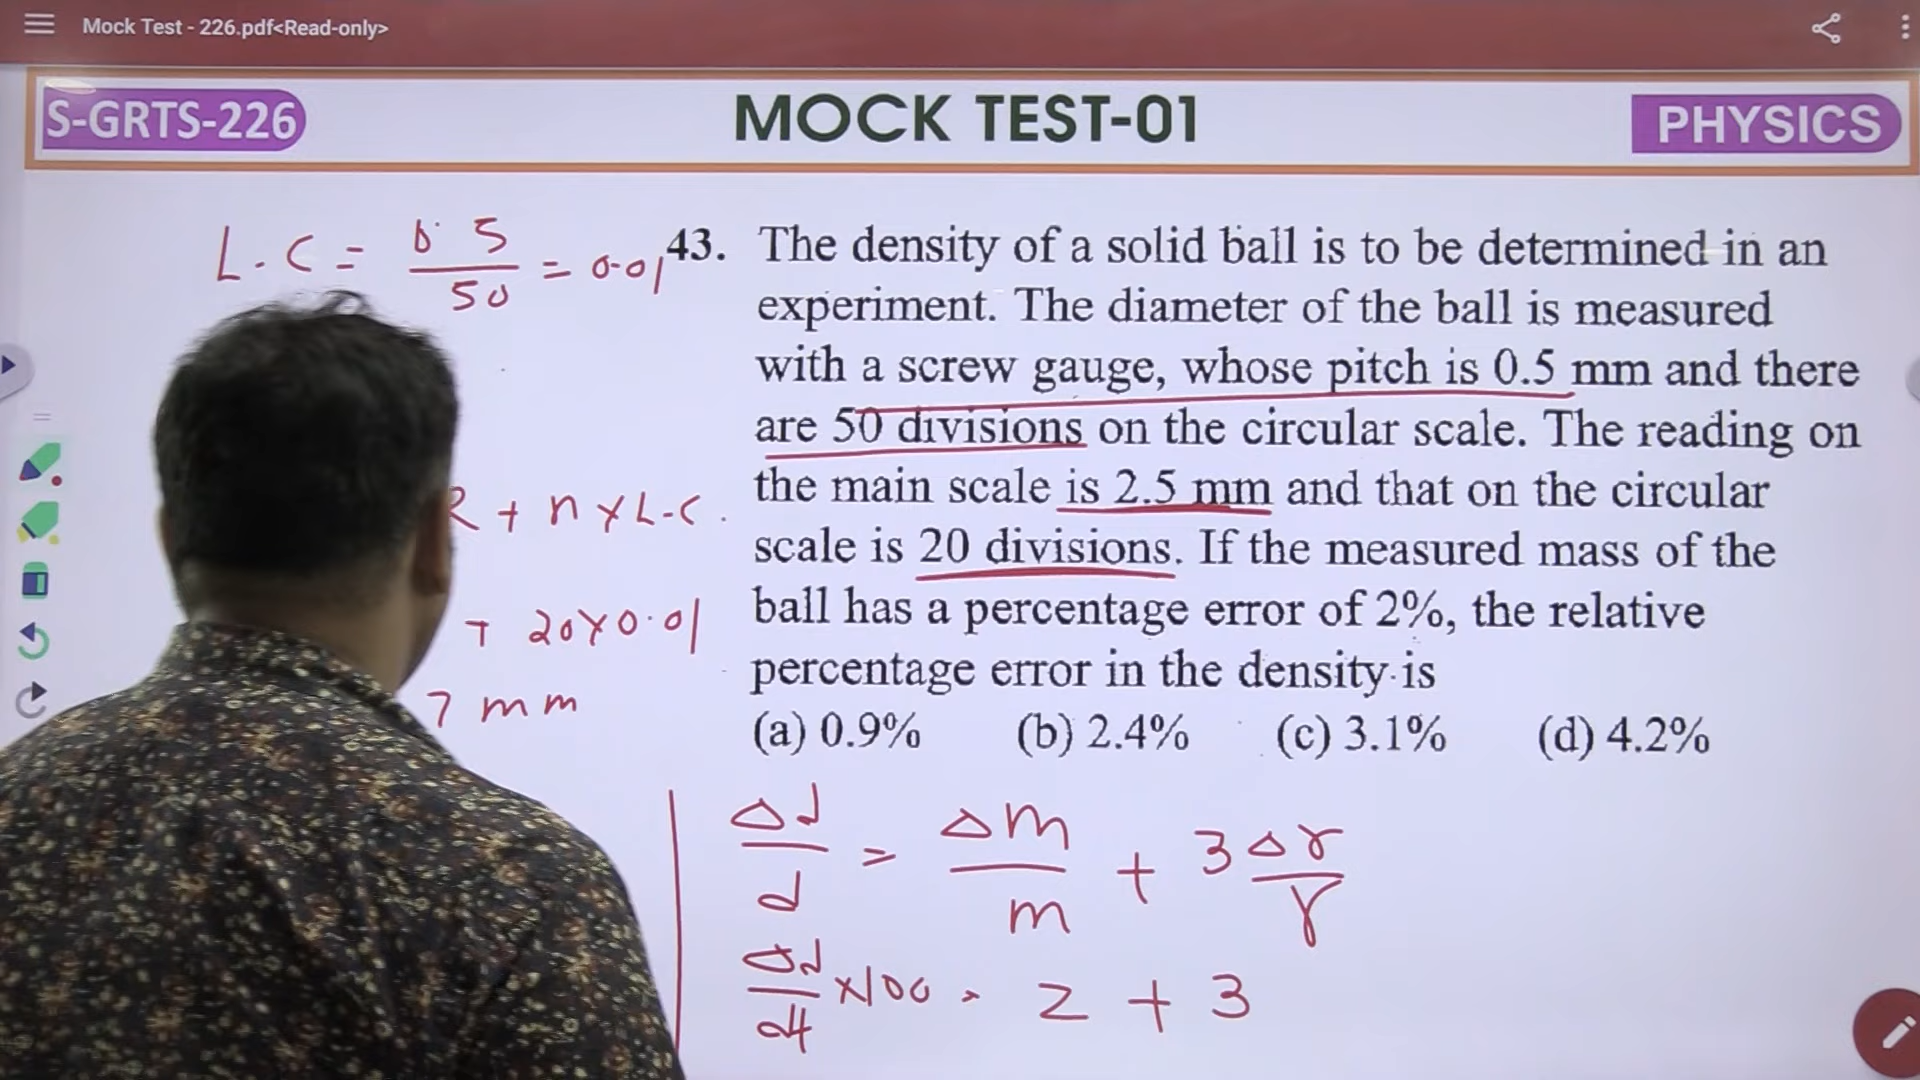 Mock Test - 226.pdf<Read-only>
S-GRTS-226
MOCK TEST-01
PHYSICS
L.C = 0.5 / 50 = 0.01
43. The density of a solid ball is to be determined in an
experiment. The diameter of the ball is measured
with a screw gauge, whose pitch is 0.5 mm and there
are 50 divisions on the circular scale. The reading on
the main scale is 2.5 mm and that on the circular
scale is 20 divisions. If the measured mass of the
ball has a percentage error of 2%, the relative
percentage error in the density is
(a) 0.9% (b) 2.4% (c) 3.1% (d) 4.2%
R + n × L.C.
+ 20×0.01
7 mm
Δd/d = Δm/m + 3Δr/r
Δd/d ×100 = 2 + 3